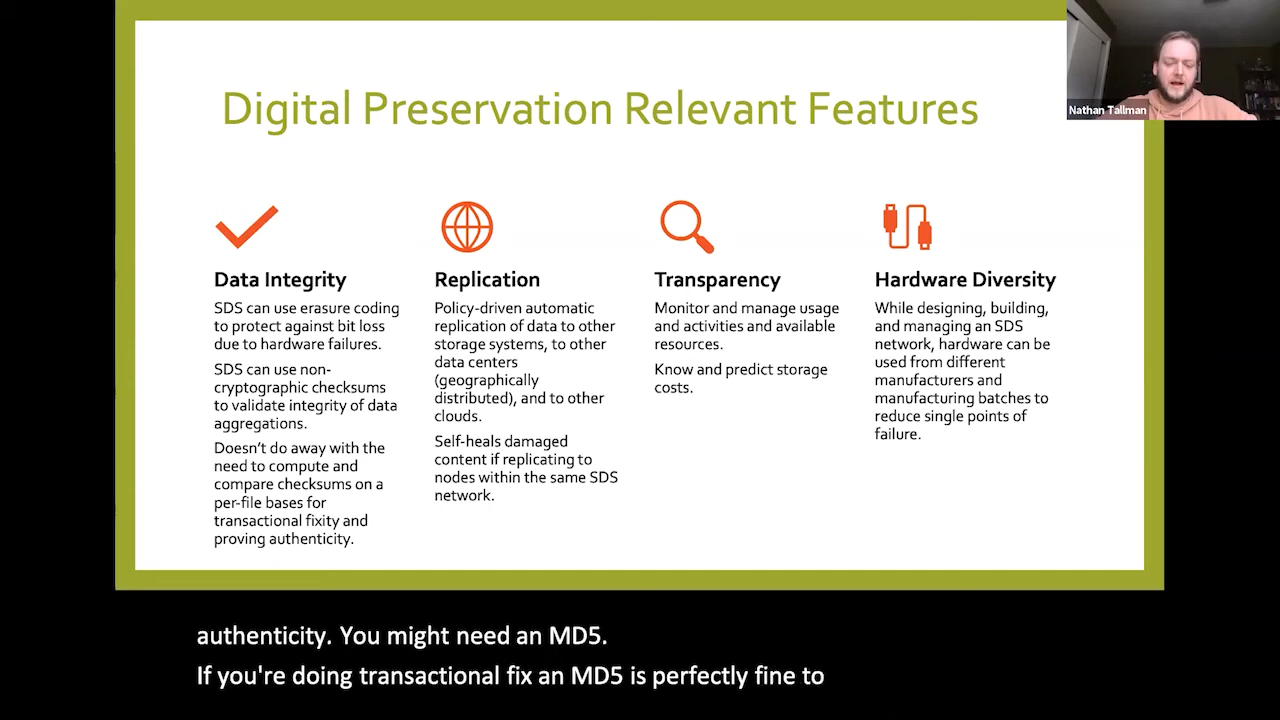 Digital Preservation Relevant Features
Nathan Tallman
Data Integrity
SDS can use erasure coding
to protect against bit loss
due to hardware failures.
SDS can use non-
cryptographic checksums
to validate integrity of data
aggregations.
Doesn't do away with the
need to compute and
compare checksums on a
per-file bases for
transactional fixity and
proving authenticity.
Replication
Policy-driven automatic
replication of data to other
storage systems, to other
data centers
(geographically
distributed), and to other
clouds.
Self-heals damaged
content if replicating to
nodes within the same SDS
network.
Transparency
Monitor and manage usage
and activities and available
resources.
Know and predict storage
costs.
Hardware Diversity
While designing, building,
and managing an SDS
network, hardware can be
used from different
manufacturers and
manufacturing batches to
reduce single points of
failure.
authenticity. You might need an MD5.
If you're doing transactional fix an MD5 is perfectly fine to